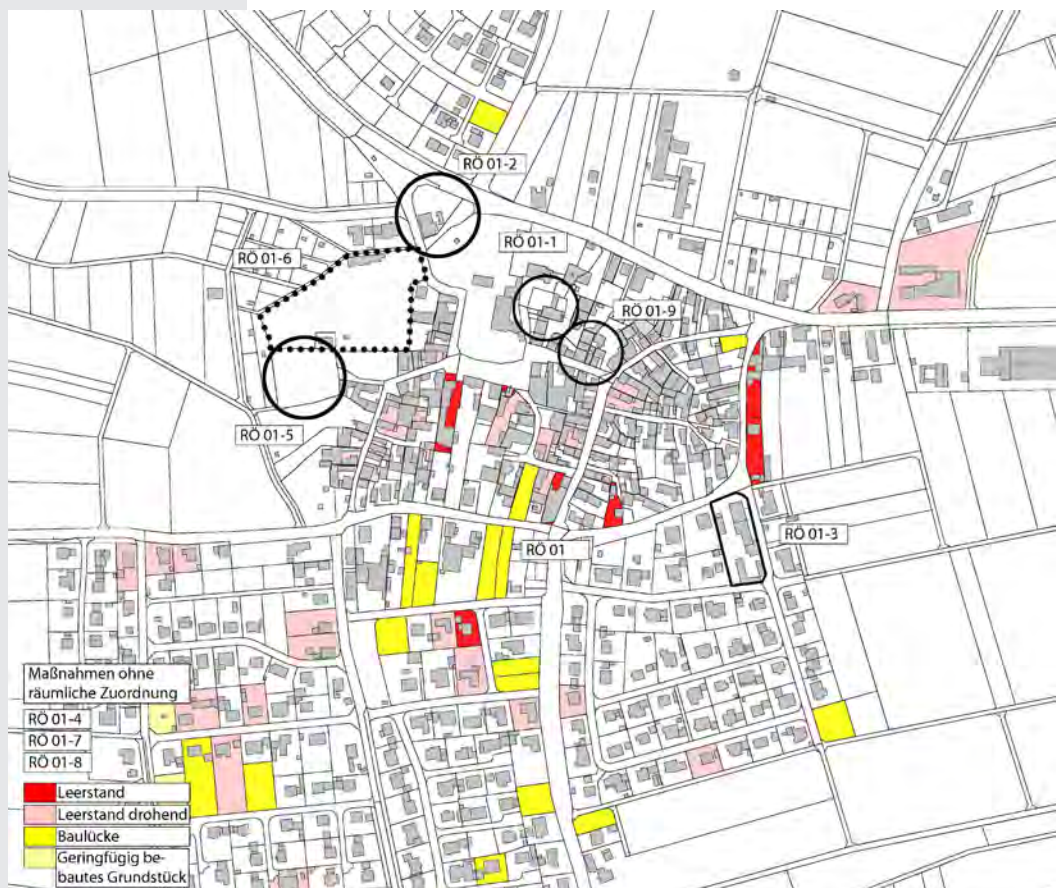 RÖ 01-2
RÖ 01-1
RÖ 01-6
RÖ 01-9
RÖ 01-5
RÖ 01-3
RÖ 01
Maßnahmen ohne
räumliche Zuordnung
RÖ 01-4
RÖ 01-7
RÖ 01-8
Leerstand
Leerstand drohend
Baulücke
Geringfügig be-
bautes Grundstück